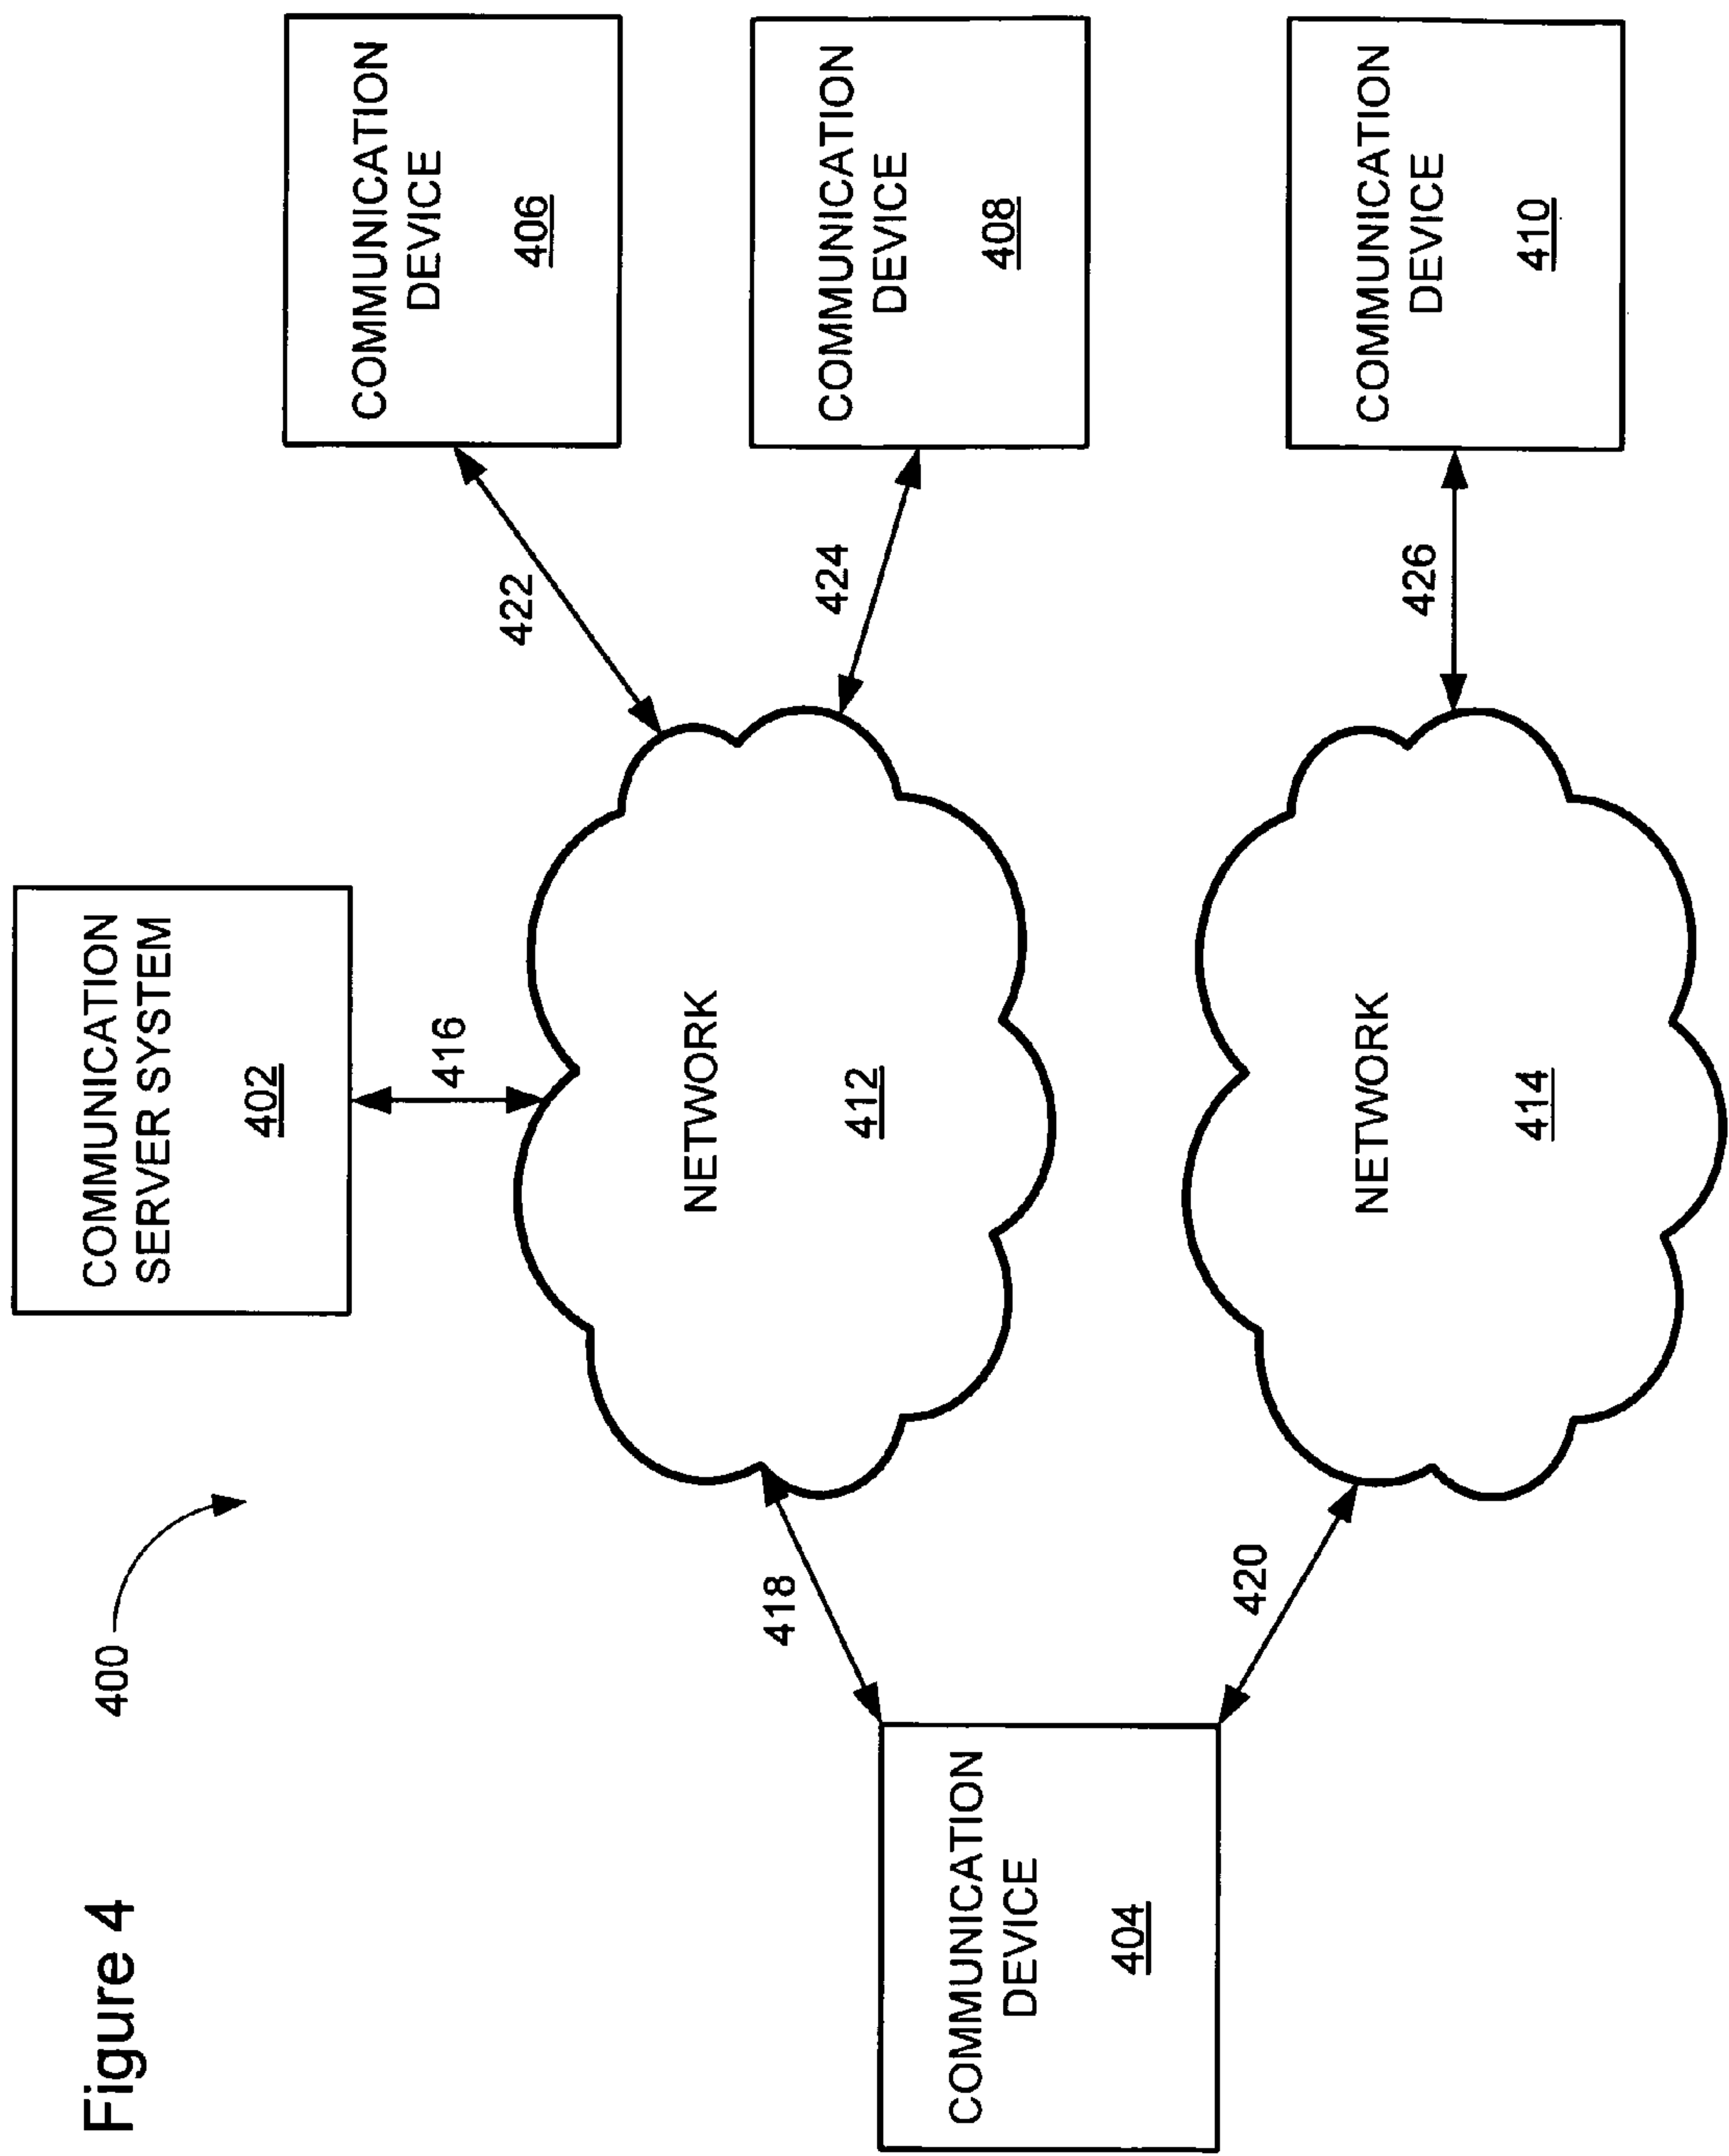 Figure 4
400
COMMUNICATION
SERVER SYSTEM
402
416
COMMUNICATION
DEVICE
406
422
COMMUNICATION
DEVICE
408
424
NETWORK
412
418
COMMUNICATION
DEVICE
404
420
NETWORK
414
426
COMMUNICATION
DEVICE
410